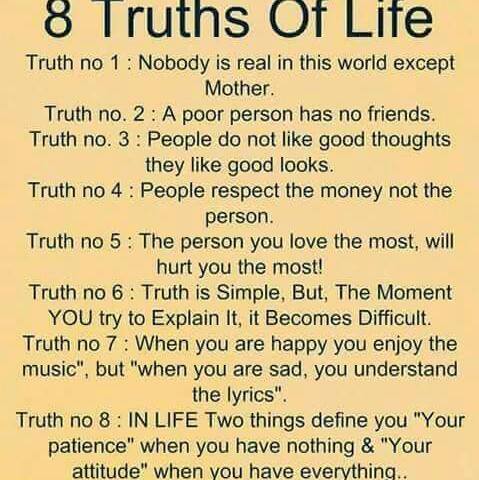 8 Truths Of Life
Truth no 1 : Nobody is real in this world except
Mother.
Truth no. 2 : A poor person has no friends.
Truth no. 3 : People do not like good thoughts
they like good looks.
Truth no 4 : People respect the money not the
person.
Truth no 5 : The person you love the most, will
hurt you the most!
Truth no 6 : Truth is Simple, But, The Moment
YOU try to Explain It, it Becomes Difficult.
Truth no 7 : When you are happy you enjoy the
music", but "when you are sad, you understand
the lyrics".
Truth no 8 : IN LIFE Two things define you "Your
patience" when you have nothing & "Your
attitude" when you have everything..